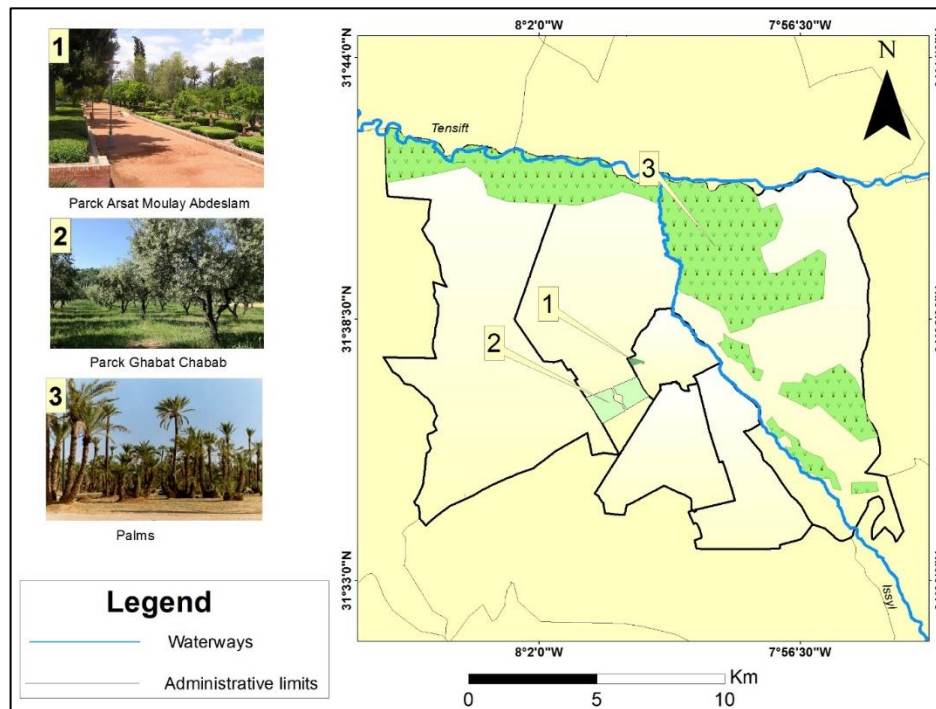 1
Parck Arsat Moulay Abdeslam
2
Parck Ghabat Chabab
3
Palms
Legend
Waterways
Administrative limits
8°2'0"W
7°56'30"W
31°44'0"N
31°38'30"N
31°33'0"N
N
Tensift
3
1
2
Issyl
8°2'0"W
7°56'30"W
0
5
10
Km